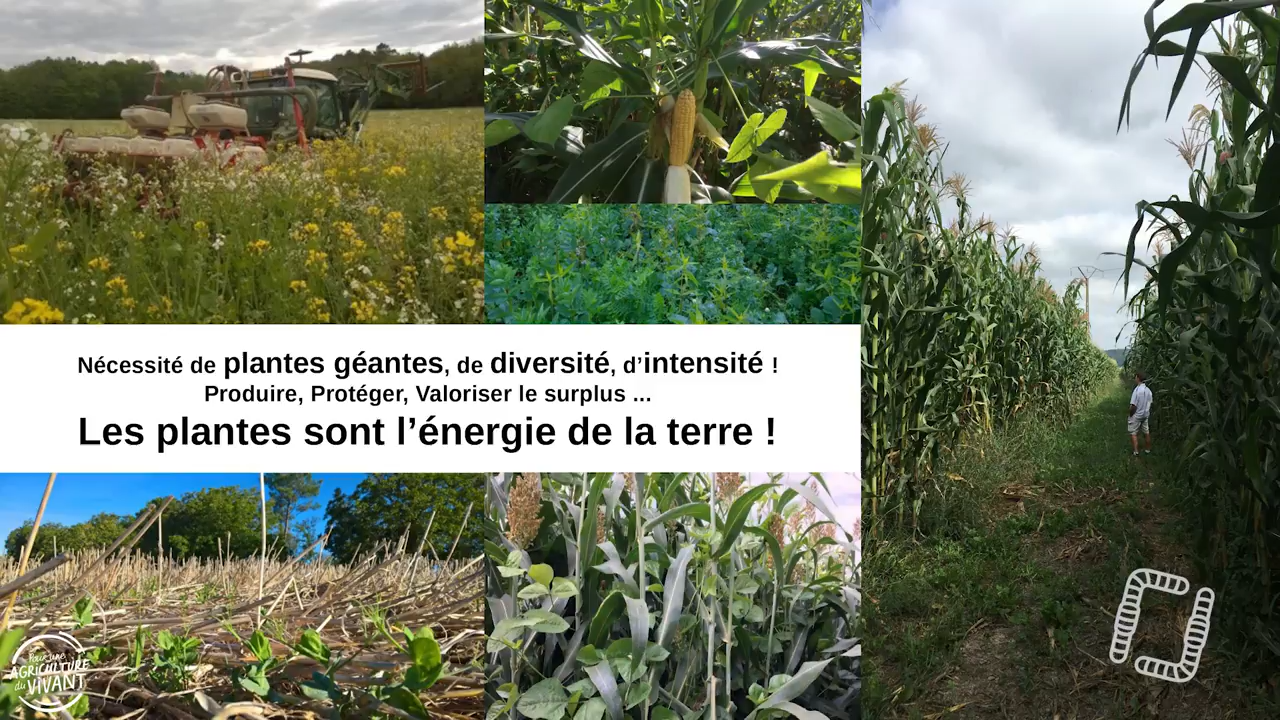 Nécessité de plantes géantes, de diversité, d’intensité !
Produire, Protéger, Valoriser le surplus ...
Les plantes sont l’énergie de la terre !
Pour une
AGRICULTURE
du VIVANT